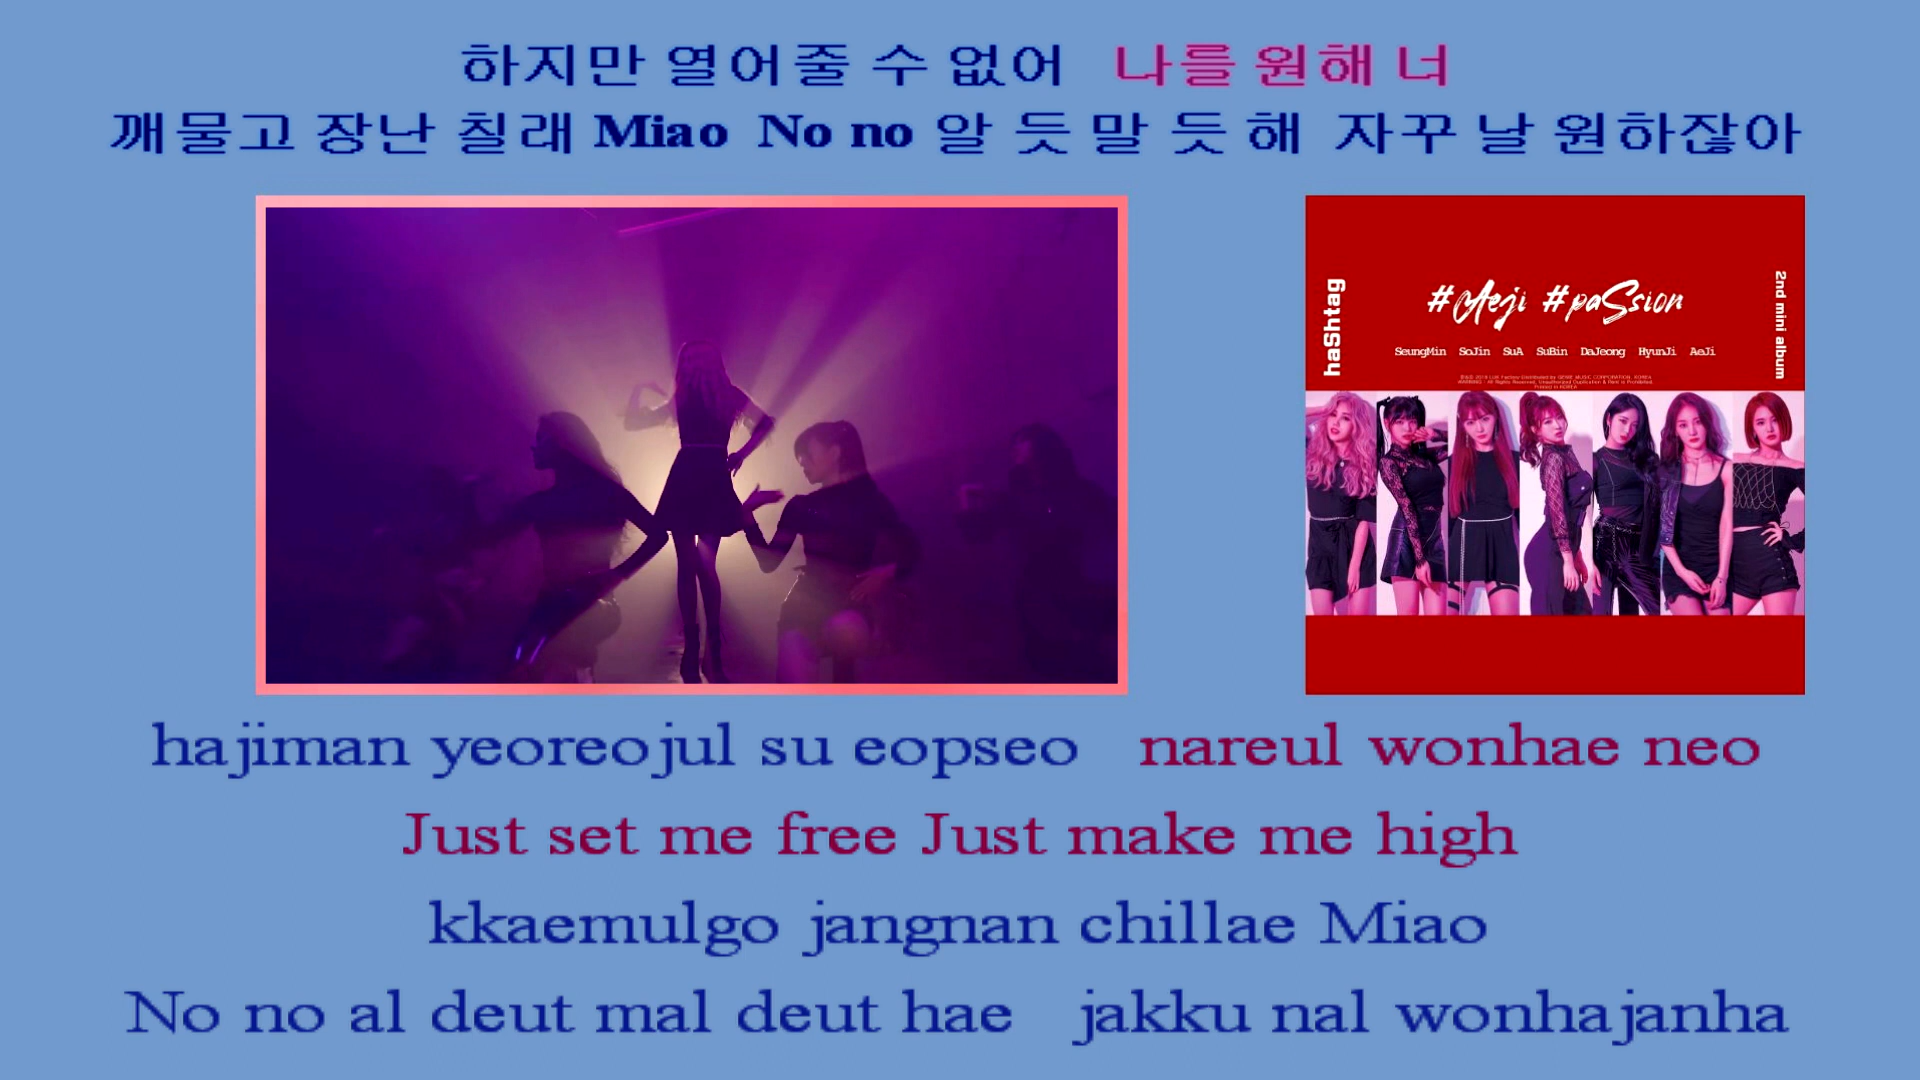 하지만 열어줄 수 없어 나를 원해 너
깨물고 장난 칠래 Miao No no 알 듯 말 듯 해 자꾸 날 원하잖아
haShtag
#Aeji #paSsion
2nd mini album
SeungMin SoJin SuA SuBin DaJeong HyunJi AeJi
hajiman yeoreojul su eopseo nareul wonhae neo
Just set me free Just make me high
kkaemulgo jangnan chillae Miao
No no al deut mal deut hae jakku nal wonhajanha